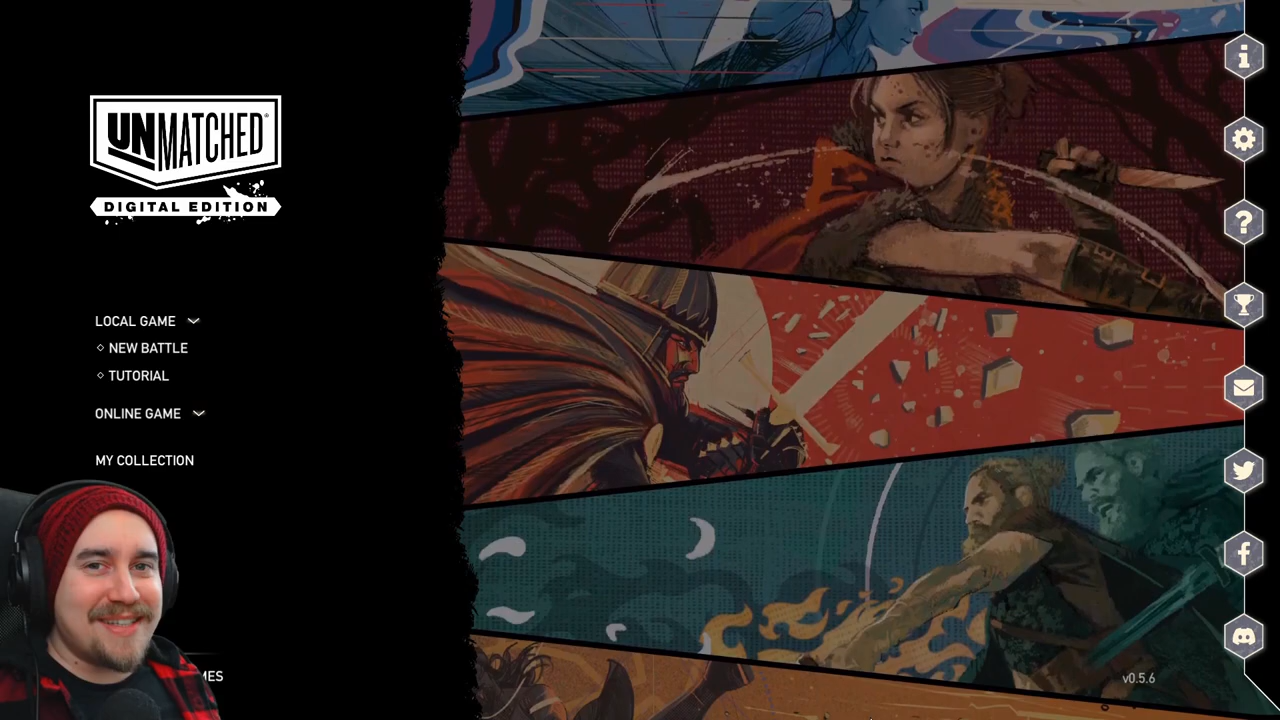 UNMATCHED
DIGITAL EDITION
LOCAL GAME
NEW BATTLE
TUTORIAL
ONLINE GAME
MY COLLECTION
v0.5.6